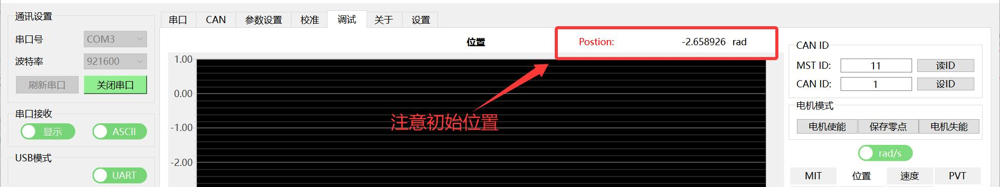 通讯设置
串口号 COM3
波特率 921600
刷新串口 关闭串口
串口接收
显示 ASCII
USB模式
UART
串口 CAN 参数设置 校准 调试 关于 设置
位置 Postion: -2.658926 rad
1.00
0.00
-1.00
-2.00
注意初始位置
CAN ID
MST ID: 11 读ID
CAN ID: 1 设ID
电机模式
电机使能 保存零点 电机失能
rad/s
MIT 位置 速度 PVT